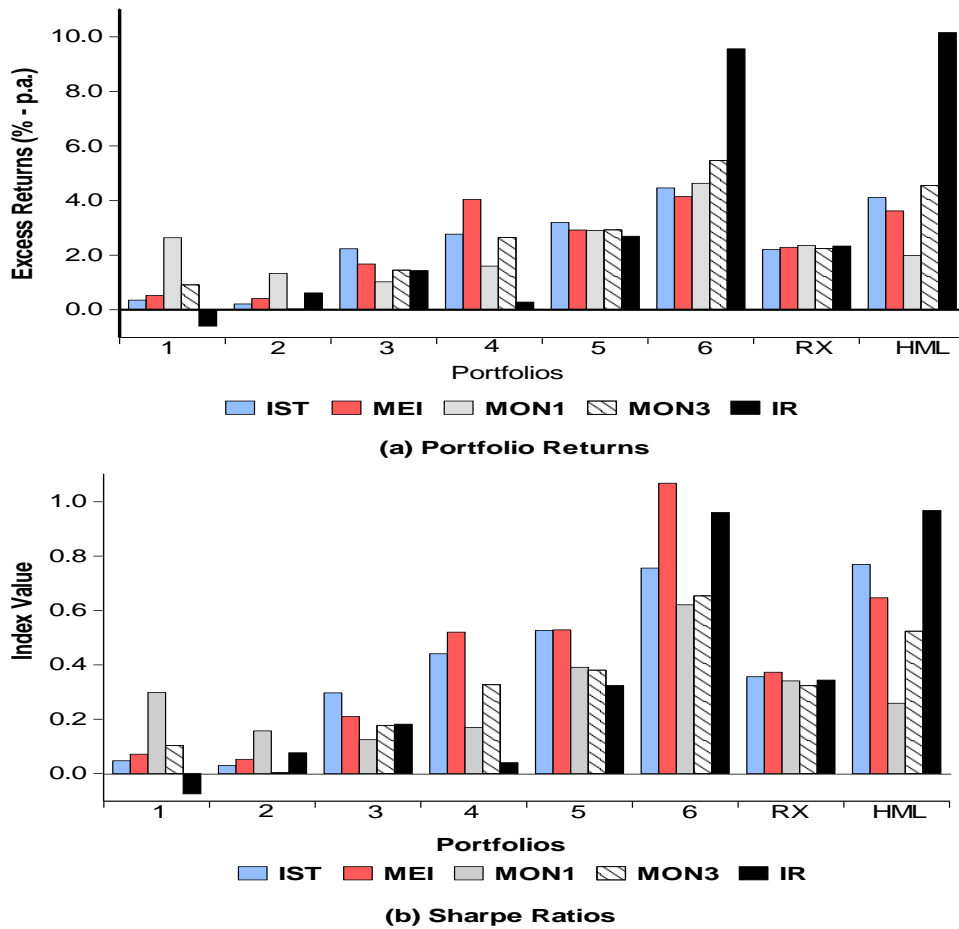 Excess Returns (% - p.a.)
10.0
8.0
6.0
4.0
2.0
0.0
1 2 3 4 5 6 RX HML
Portfolios
IST MEI MON1 MON3 IR
(a) Portfolio Returns
Index Value
1.0
0.8
0.6
0.4
0.2
0.0
1 2 3 4 5 6 RX HML
Portfolios
IST MEI MON1 MON3 IR
(b) Sharpe Ratios